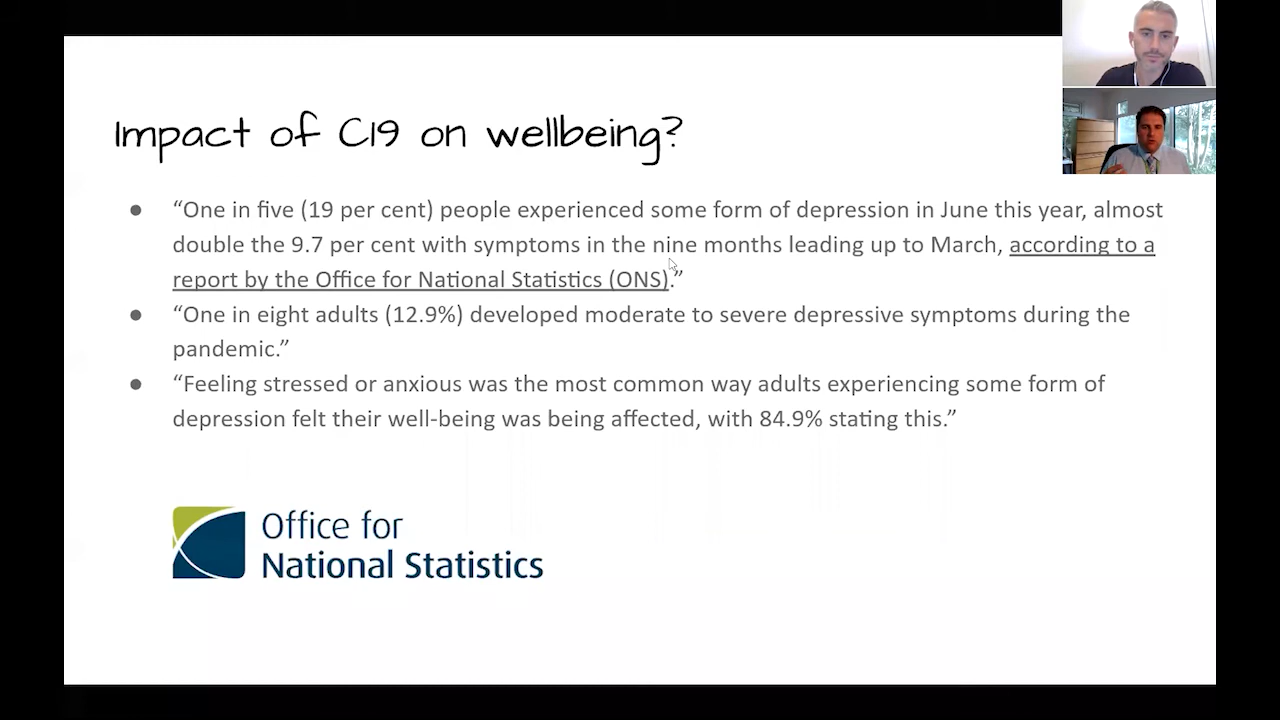 Impact of C19 on wellbeing?
● “One in five (19 per cent) people experienced some form of depression in June this year, almost
double the 9.7 per cent with symptoms in the nine months leading up to March, according to a
report by the Office for National Statistics (ONS).”
● “One in eight adults (12.9%) developed moderate to severe depressive symptoms during the
pandemic.”
● “Feeling stressed or anxious was the most common way adults experiencing some form of
depression felt their well-being was being affected, with 84.9% stating this.”
Office for
National Statistics